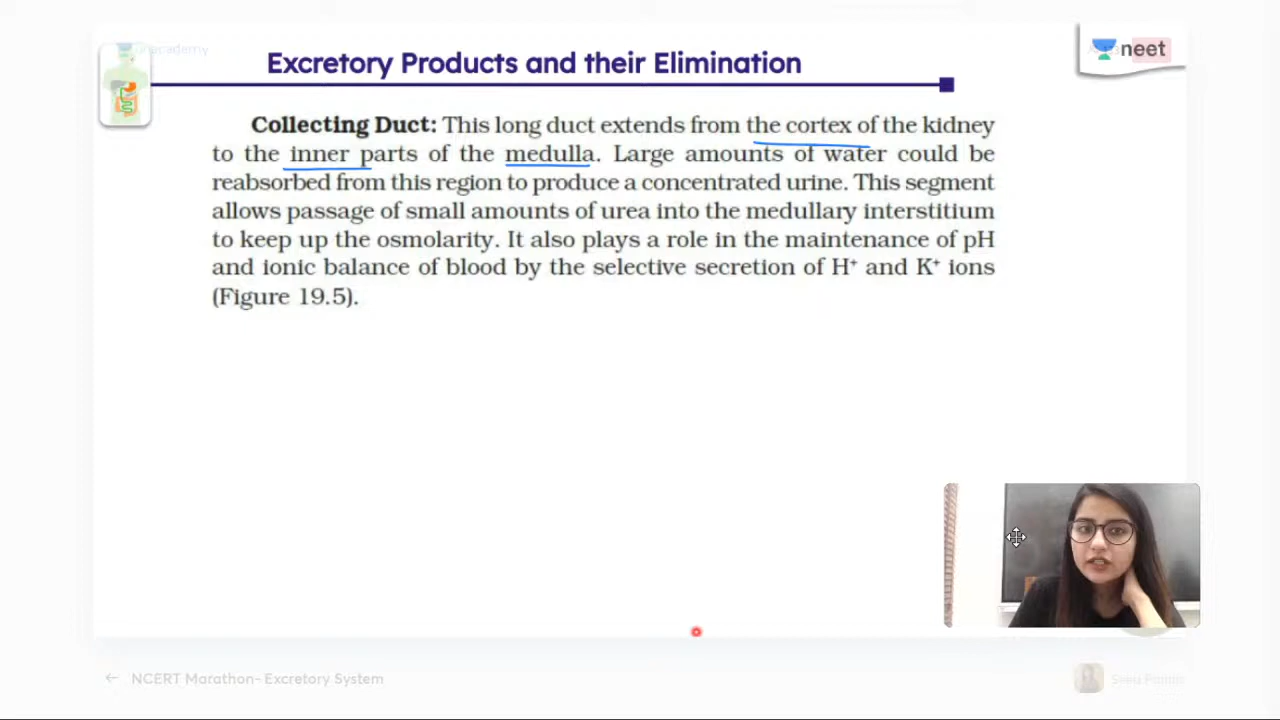 academy
Excretory Products and their Elimination
neet
Collecting Duct: This long duct extends from the cortex of the kidney
to the inner parts of the medulla. Large amounts of water could be
reabsorbed from this region to produce a concentrated urine. This segment
allows passage of small amounts of urea into the medullary interstitium
to keep up the osmolarity. It also plays a role in the maintenance of pH
and ionic balance of blood by the selective secretion of H⁺ and K⁺ ions
(Figure 19.5).
NCERT Marathon- Excretory System